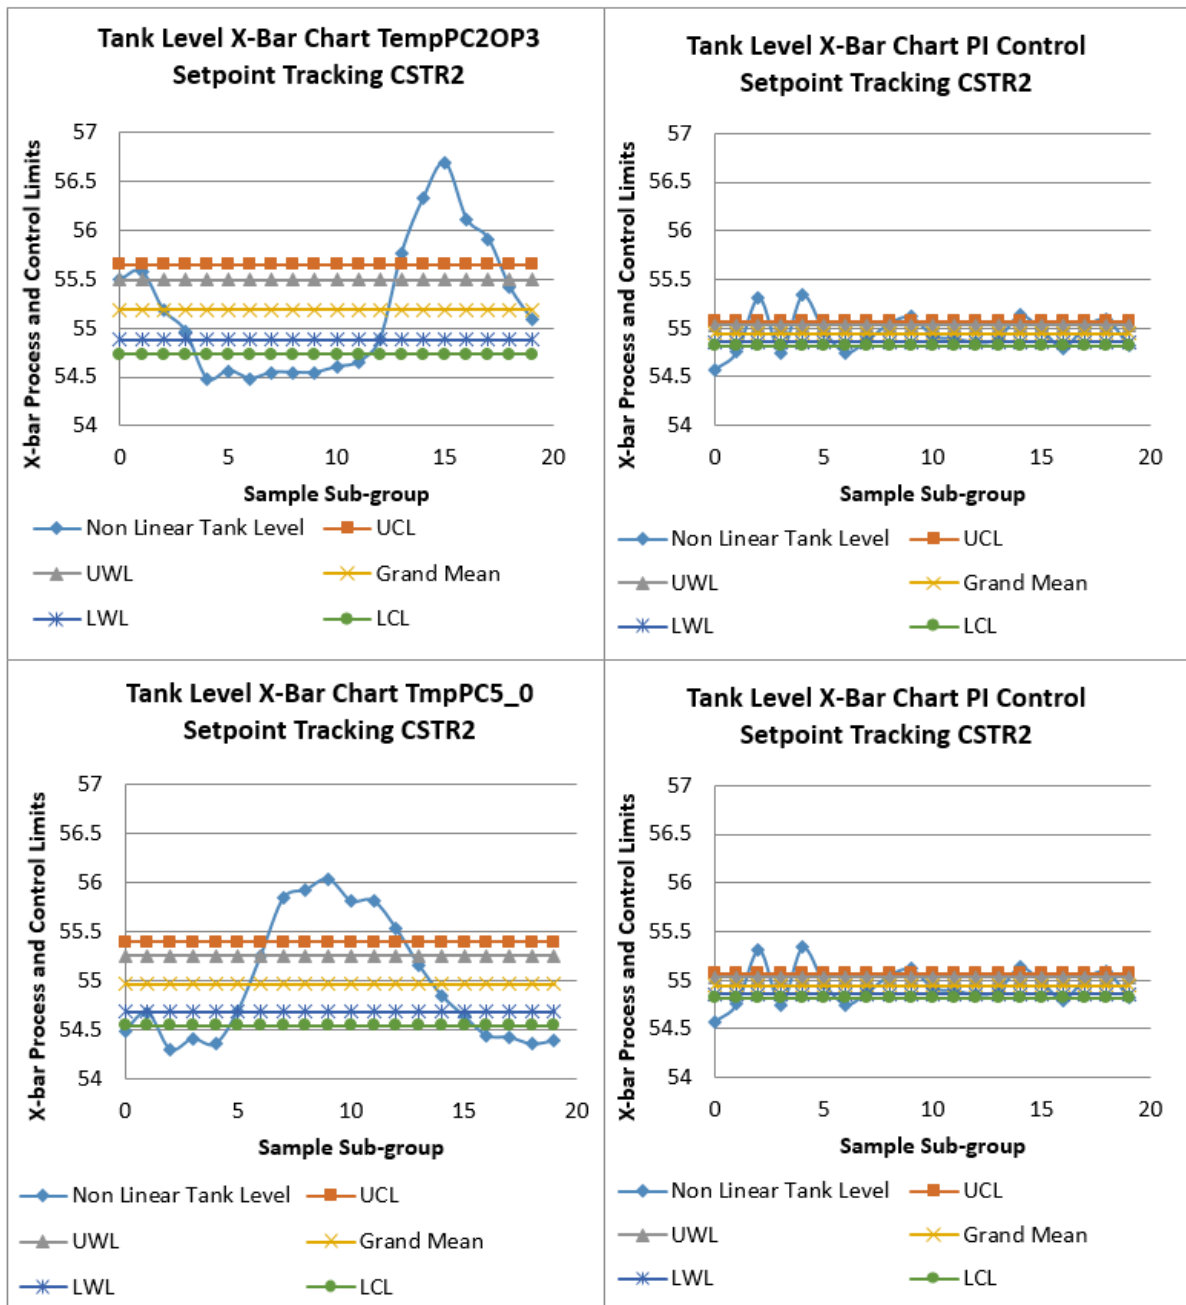 Tank Level X-Bar Chart TempPC2OP3
Setpoint Tracking CSTR2
X-bar Process and Control Limits
57
56.5
56
55.5
55
54.5
54
0 5 10 15 20
Sample Sub-group
Non Linear Tank Level UCL
UWL Grand Mean
LWL LCL
Tank Level X-Bar Chart PI Control
Setpoint Tracking CSTR2
X-bar Process and Control Limits
57
56.5
56
55.5
55
54.5
54
0 5 10 15 20
Sample Sub-group
Non Linear Tank Level UCL
UWL Grand Mean
LWL LCL
Tank Level X-Bar Chart TmpPC5_0
Setpoint Tracking CSTR2
X-bar Process and Control Limits
57
56.5
56
55.5
55
54.5
54
0 5 10 15 20
Sample Sub-group
Non Linear Tank Level UCL
UWL Grand Mean
LWL LCL
Tank Level X-Bar Chart PI Control
Setpoint Tracking CSTR2
X-bar Process and Control Limits
57
56.5
56
55.5
55
54.5
54
0 5 10 15 20
Sample Sub-group
Non Linear Tank Level UCL
UWL Grand Mean
LWL LCL